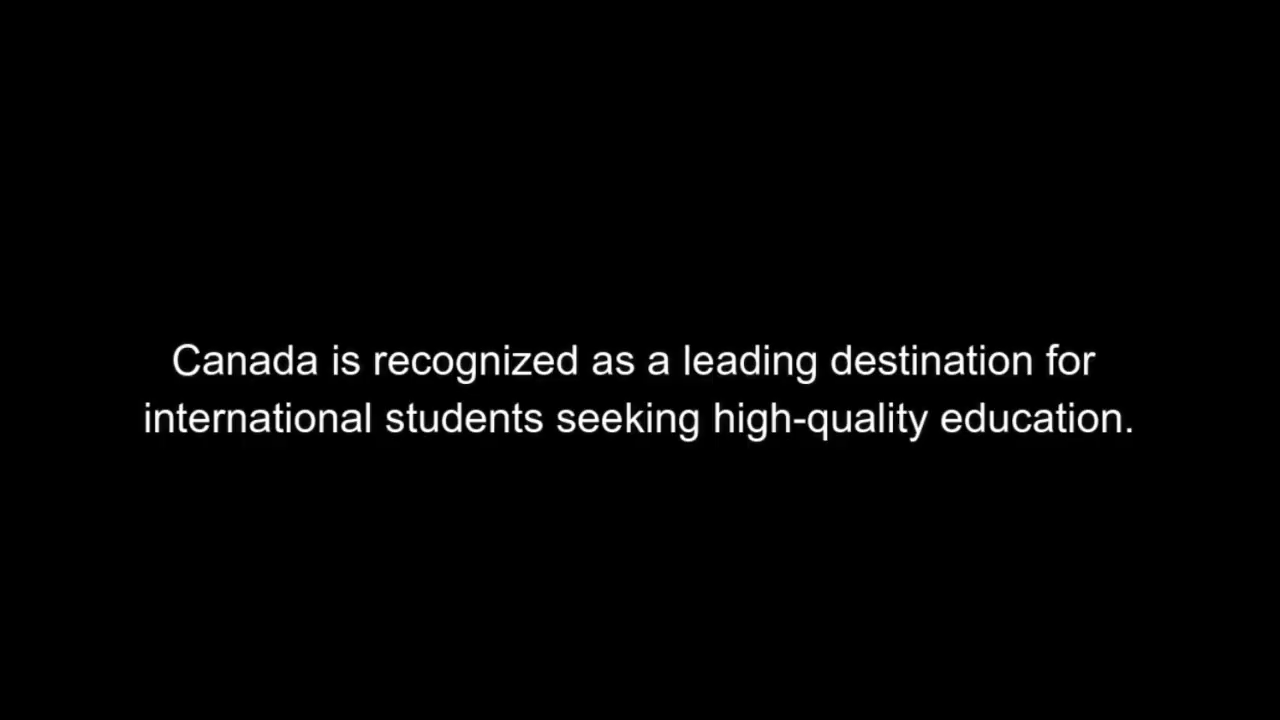 Canada is recognized as a leading destination for
international students seeking high-quality education.